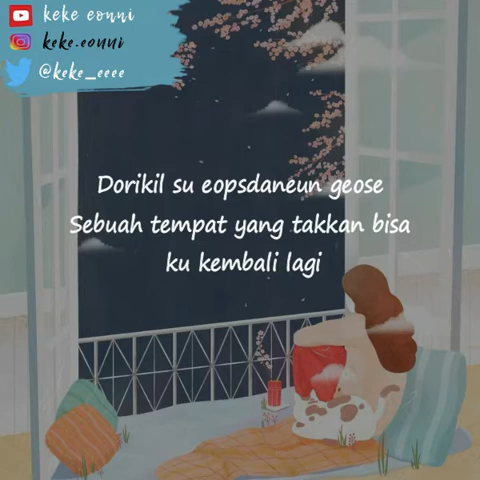 keke eonni
keke.eonni
@keke_eeee
Dorikil su eopsdaneun geose
Sebuah tempat yang takkan bisa
ku kembali lagi